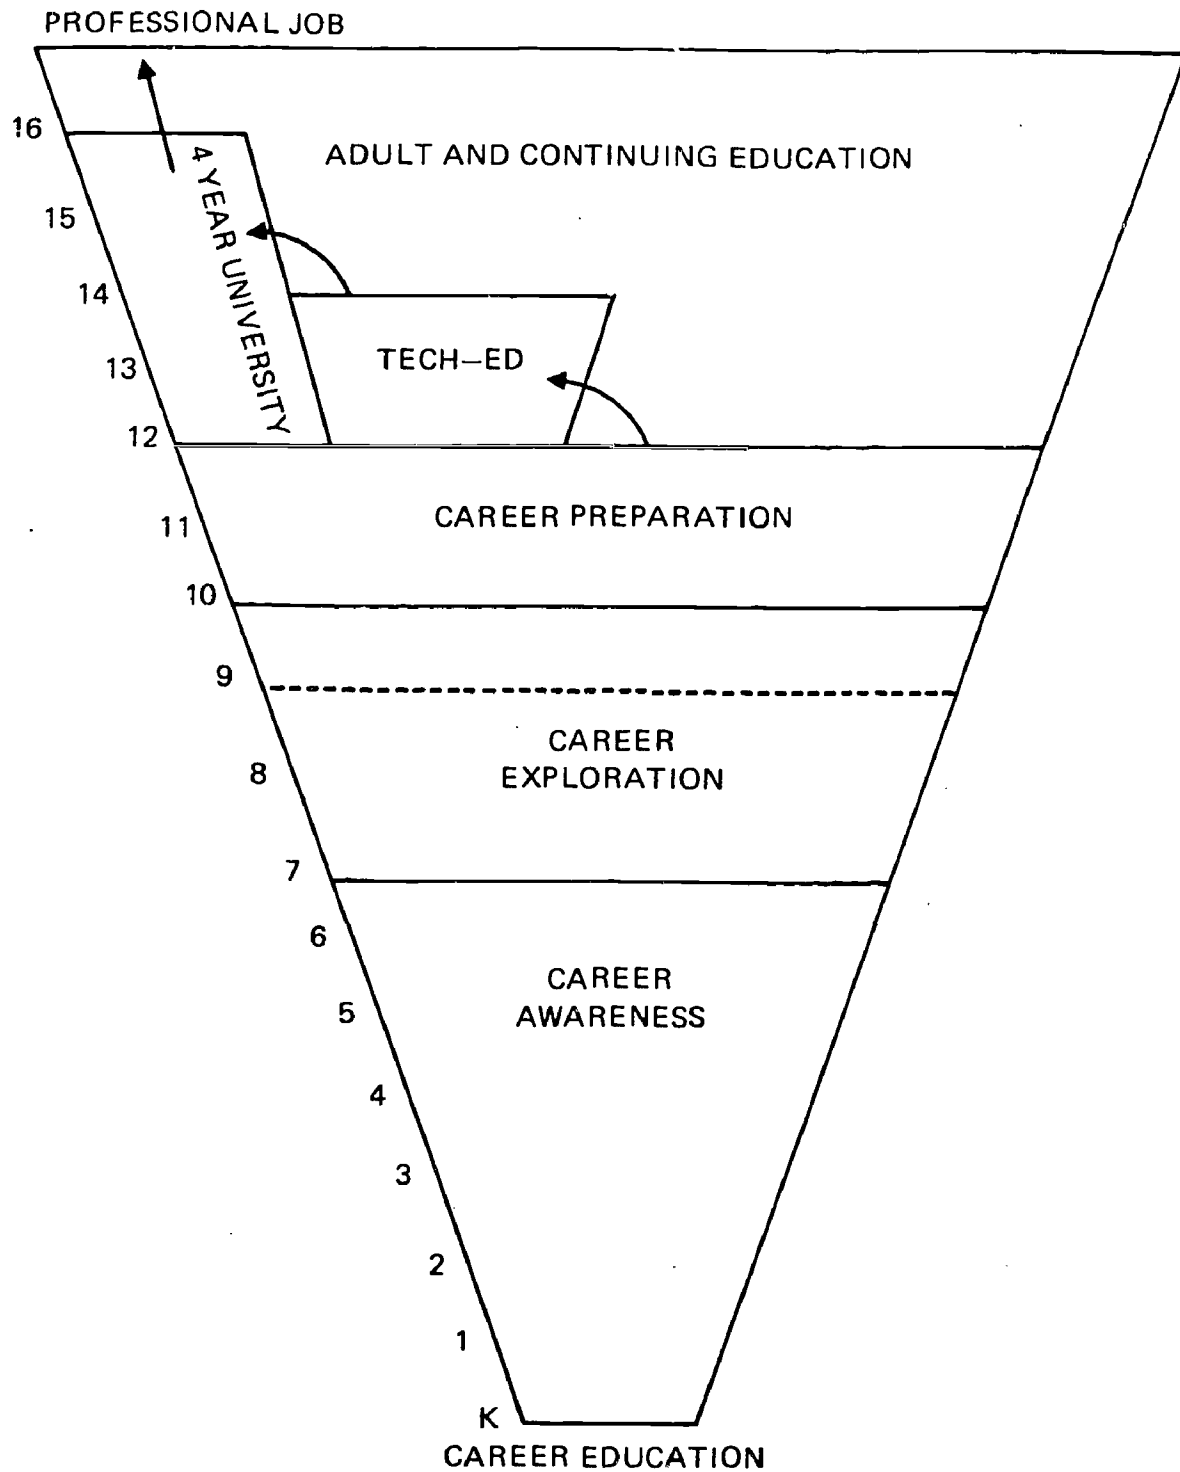 PROFESSIONAL JOB
16
4 YEAR UNIVERSITY
ADULT AND CONTINUING EDUCATION
15
14
13
TECH-ED
12
CAREER PREPARATION
11
10
9
CAREER
EXPLORATION
8
7
6
CAREER
AWARENESS
5
4
3
2
1
K
CAREER EDUCATION